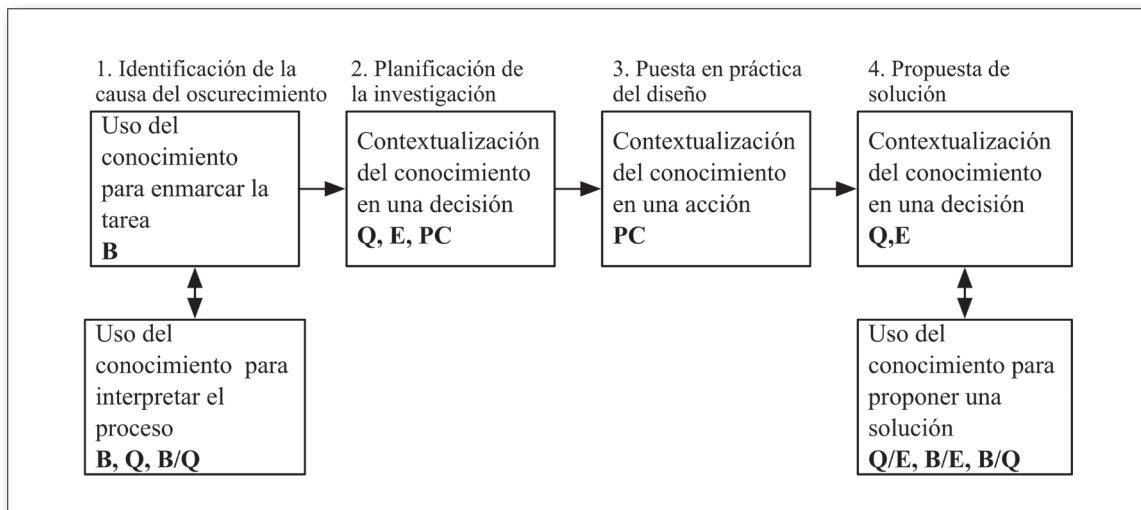 1. Identificación de la
causa del oscurecimiento
Uso del
conocimiento
para enmarcar la
tarea
B
2. Planificación de
la investigación
Contextualización
del conocimiento
en una decisión
Q, E, PC
3. Puesta en práctica
del diseño
Contextualización
del conocimiento
en una acción
PC
4. Propuesta de
solución
Contextualización
del conocimiento
en una decisión
Q,E
Uso del
conocimiento para
interpretar el
proceso
B, Q, B/Q
Uso del
conocimiento para
proponer una
solución
Q/E, B/E, B/Q